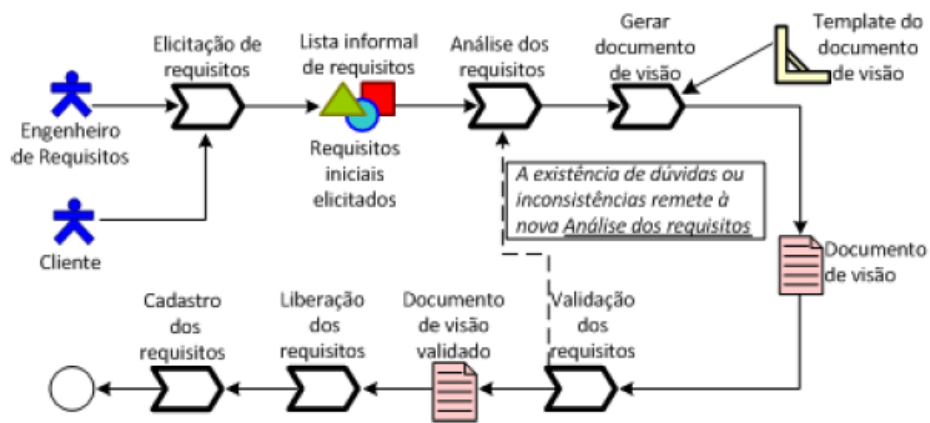 Elicitação de
requisitos
Lista informal
de requisitos
Análise dos
requisitos
Gerar
documento
de visão
Template do
documento
de visão
Engenheiro
de Requisitos
Requisitos
iniciais
elicitados
A existência de dúvidas ou
inconsistências remete à
nova Análise dos requisitos
Cliente
Documento
de visão
Cadastro
dos
requisitos
Liberação
dos
requisitos
Documento
de visão
validado
Validação
dos
requisitos